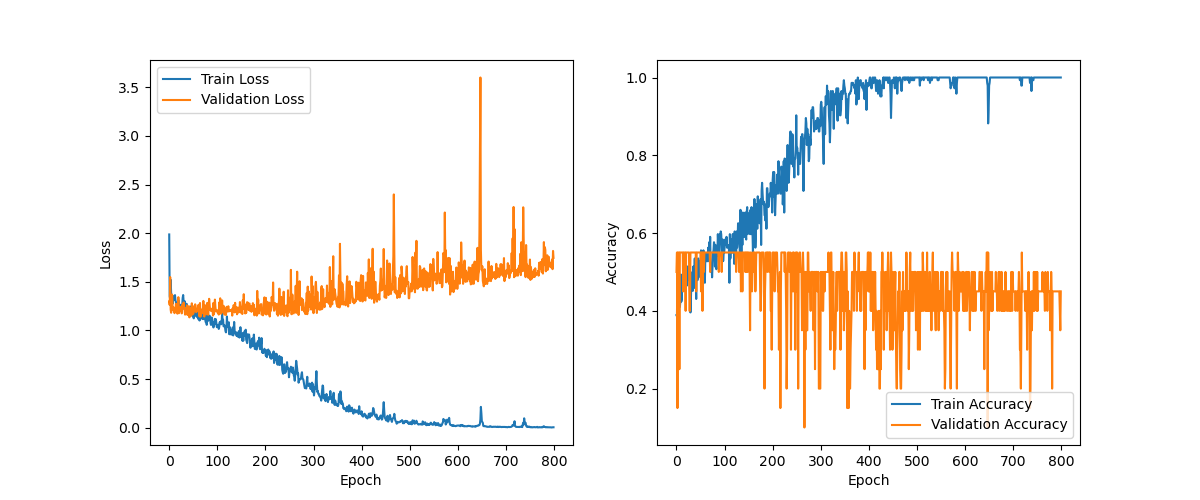 Train Loss
Validation Loss
3.5
3.0
2.5
2.0
1.5
1.0
0.5
0.0
Loss
0 100 200 300 400 500 600 700 800
Epoch
1.0
0.8
0.6
0.4
0.2
Accuracy
Train Accuracy
Validation Accuracy
0 100 200 300 400 500 600 700 800
Epoch